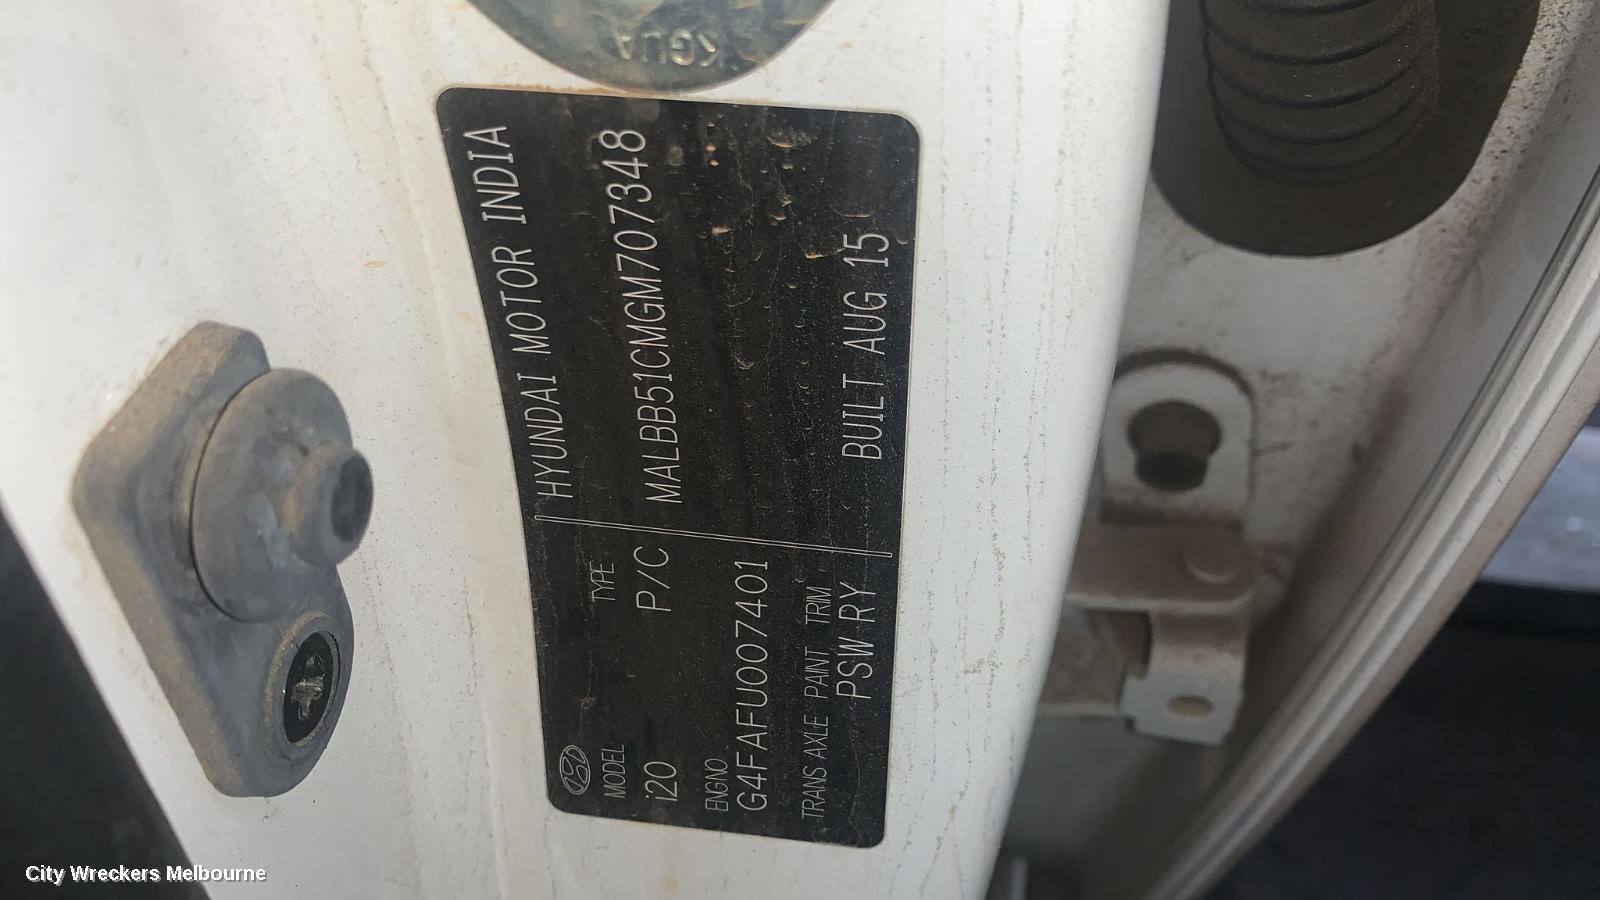 KGUA
HYUNDAI MOTOR INDIA
MODEL TYPE
i20 P/C MALBB51CMGM707348
ENGNO
G4FAFU007401
TRANS AXLE PAINT TRIM
PSW RY BUILT AUG 15
City Wreckers Melbourne